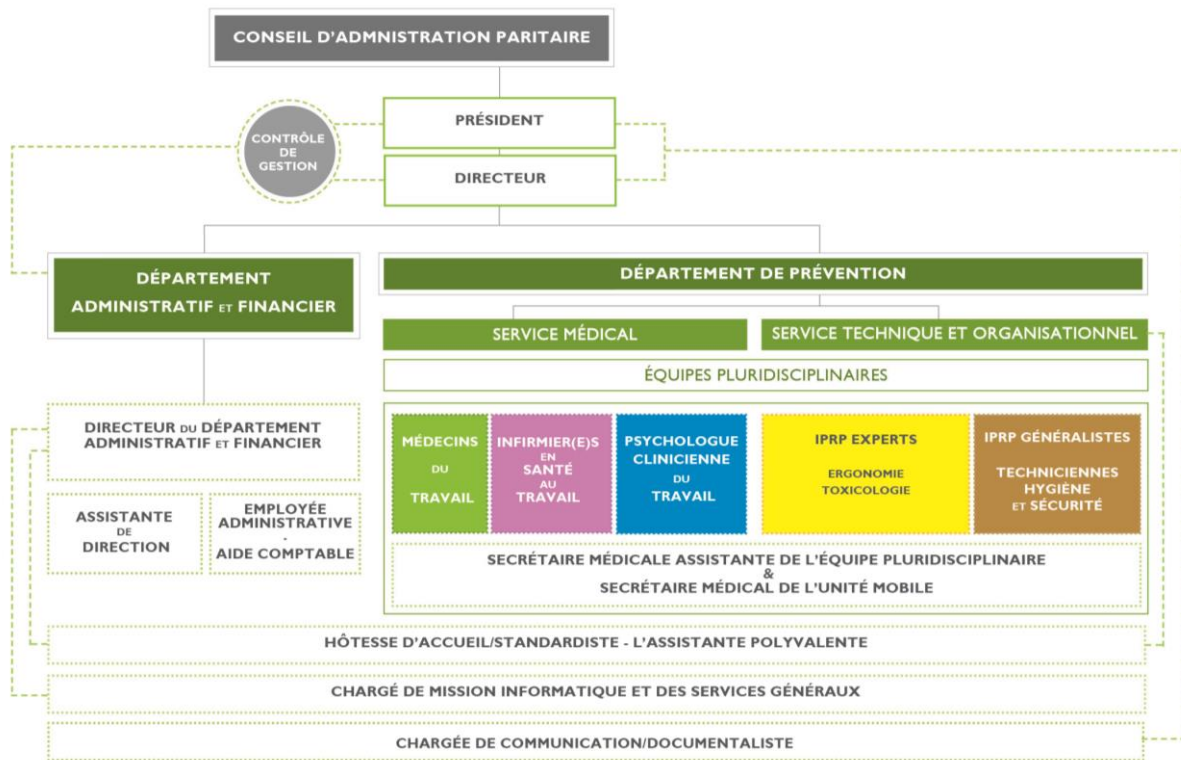 CONSEIL D'ADMNISTRATION PARITAIRE
PRÉSIDENT
CONTRÔLE
DE
GESTION
DIRECTEUR
DÉPARTEMENT
ADMINISTRATIF ET FINANCIER
DÉPARTEMENT DE PRÉVENTION
SERVICE MÉDICAL
SERVICE TECHNIQUE ET ORGANISATIONNEL
ÉQUIPES PLURIDISCIPLINAIRES
DIRECTEUR DU DÉPARTEMENT
ADMINISTRATIF ET FINANCIER
ASSISTANTE
DE
DIRECTION
EMPLOYÉE
ADMINISTRATIVE
-
AIDE COMPTABLE
MÉDECINS
DU
TRAVAIL
INFIRMIER(E)S
EN
SANTÉ
AU
TRAVAIL
PSYCHOLOGUE
CLINICIENNE
DU
TRAVAIL
IPRP EXPERTS
ERGONOMIE
TOXICOLOGIE
IPRP GÉNÉRALISTES
TECHNICIENNES
HYGIÈNE
ET SÉCURITÉ
SECRÉTAIRE MÉDICALE ASSISTANTE DE L'ÉQUIPE PLURIDISCIPLINAIRE
&
SECRÉTAIRE MÉDICAL DE L'UNITÉ MOBILE
HÔTESSE D'ACCUEIL/STANDARDISTE - L'ASSISTANTE POLYVALENTE
CHARGÉ DE MISSION INFORMATIQUE ET DES SERVICES GÉNÉRAUX
CHARGÉE DE COMMUNICATION/DOCUMENTALISTE